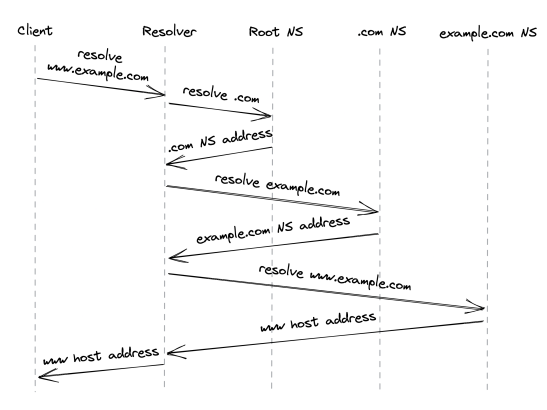 Client
Resolver
Root NS
.com NS
example.com NS
resolve
www.example.com
resolve .com
.com NS address
resolve example.com
example.com NS address
resolve www.example.com
www host address
www host address